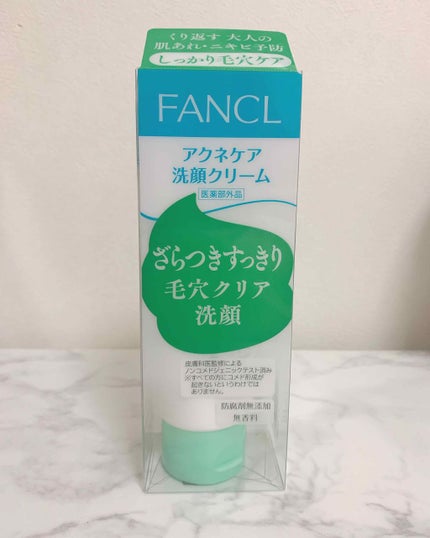 くり返す 大人の
肌あれ・ニキビ予防
しっかり毛穴ケア
FANCL
アクネケア
洗顔クリーム
医薬部外品
ざらつきすっきり
毛穴クリア
洗顔
皮膚科医監修による
ノンコメドジェニックテスト済み
※すべての方にコメド形成が
起きないというわけでは
ありません。
防腐剤無添加
無香料